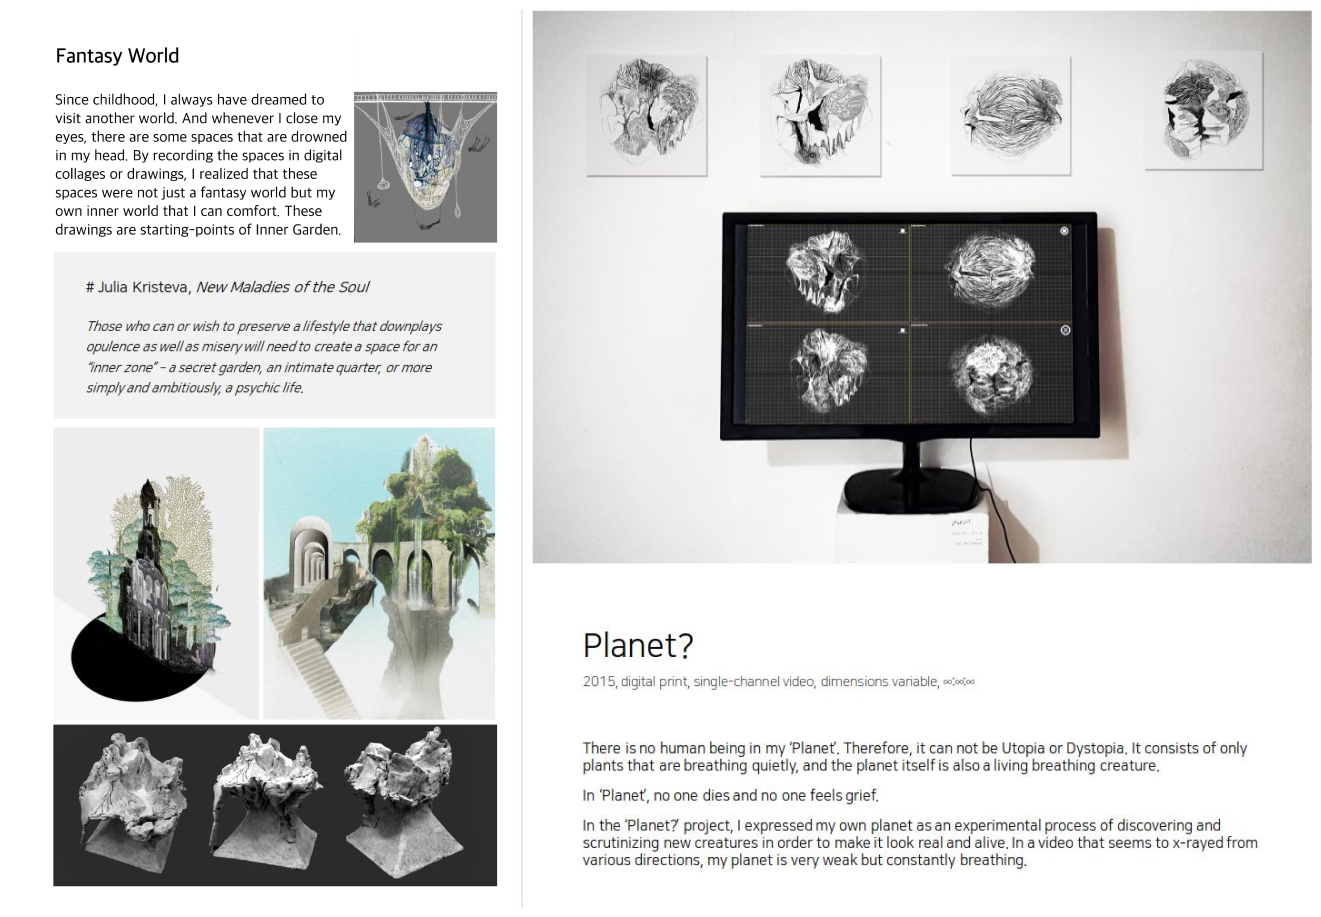 Fantasy World
Since childhood, I always have dreamed to
visit another world. And whenever I close my
eyes, there are some spaces that are drowned
in my head. By recording the spaces in digital
collages or drawings, I realized that these
spaces were not just a fantasy world but my
own inner world that I can comfort. These
drawings are starting-points of Inner Garden.
# Julia Kristeva, New Maladies of the Soul
Those who can or wish to preserve a lifestyle that downplays
opulence as well as misery will need to create a space for an
"inner zone" - a secret garden, an intimate quarter, or more
simply and ambitiously, a psychic life.
Planet?
2015, digital print, single-channel video, dimensions variable, ∞:∞:∞
There is no human being in my 'Planet'. Therefore, it can not be Utopia or Dystopia. It consists of only
plants that are breathing quietly, and the planet itself is also a living breathing creature.
In 'Planet', no one dies and no one feels grief.
In the 'Planet?' project, I expressed my own planet as an experimental process of discovering and
scrutinizing new creatures in order to make it look real and alive. In a video that seems to x-rayed from
various directions, my planet is very weak but constantly breathing.